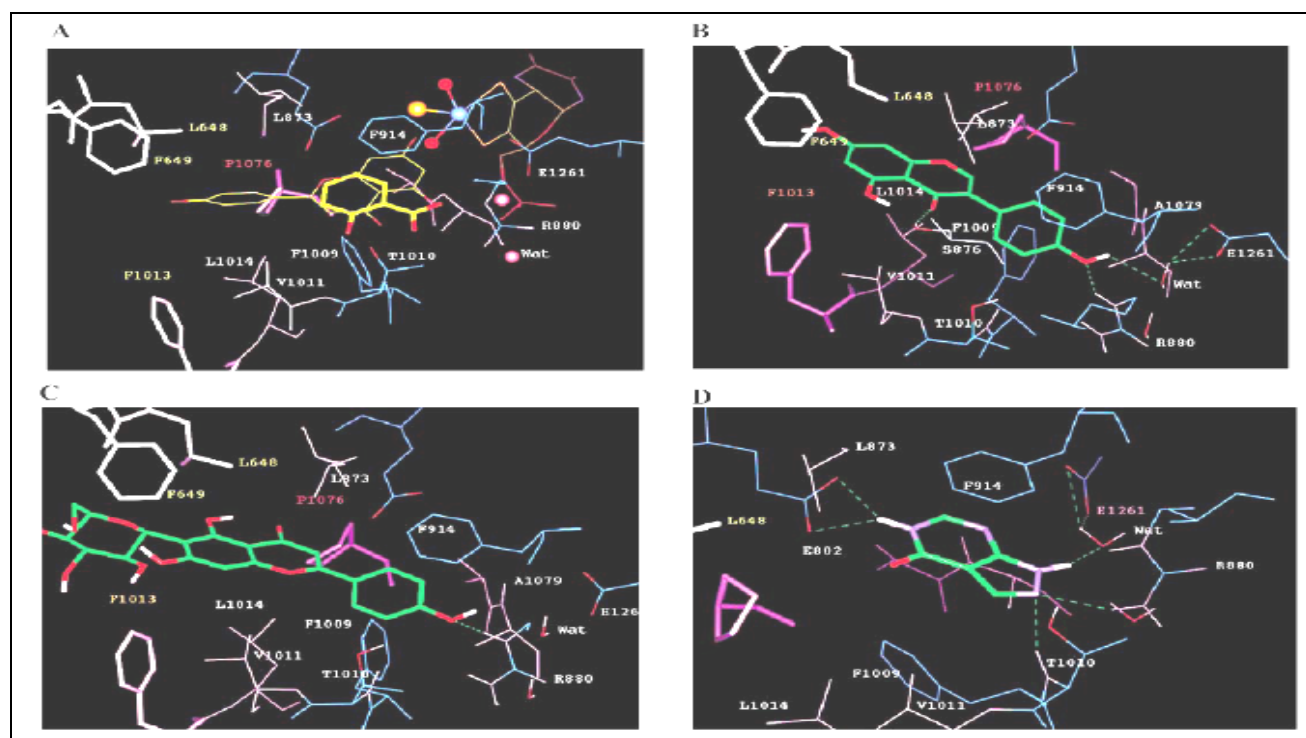 A
L873
L648
F914
F649
P1076
E1261
R880
Wat
F1009
T1010
L1014
V1011
F1013
B
P1076
L648
L873
F649
F914
F1013
L1014
A1079
F1009
S876
E1261
Wat
V1011
T1010
R880
C
L648
L873
F649
P1076
F914
A1079
E126
F1013
L1014
F1009
Wat
V1011
T1010
R880
D
L873
F914
L648
E1261
Wat
E802
R880
T1010
F1009
L1014
V1011